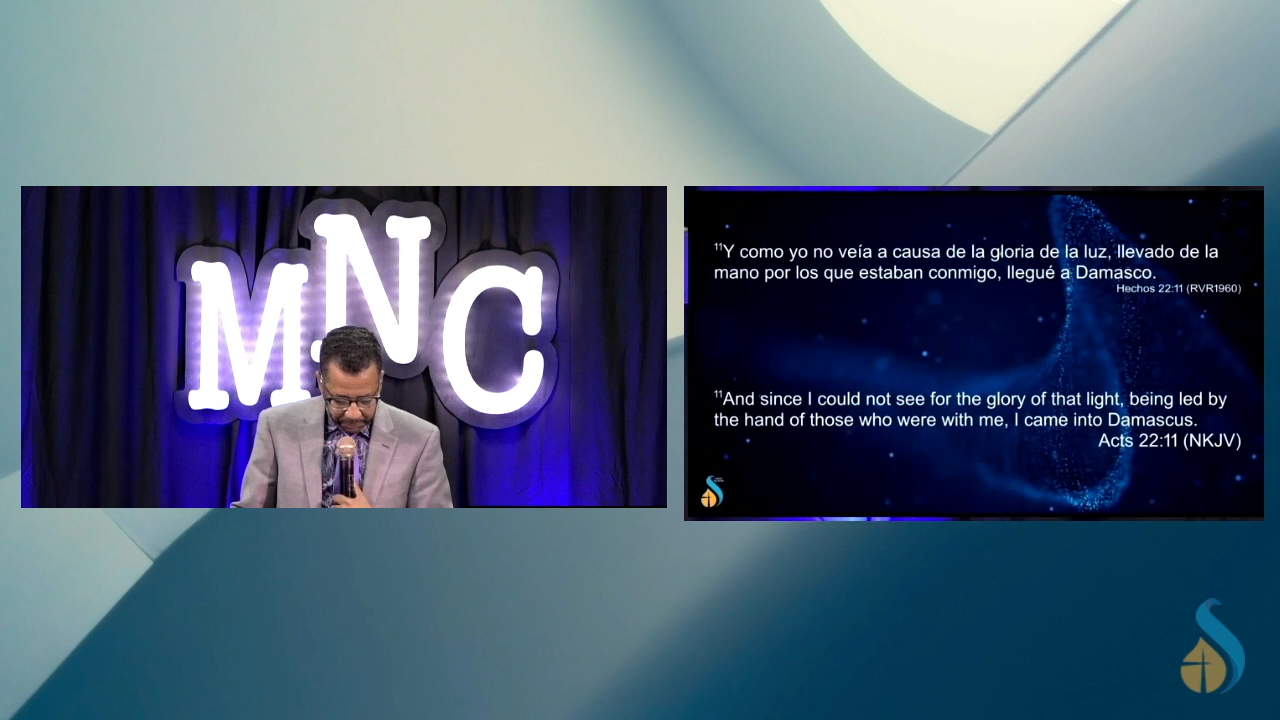 MNC
¹¹Y como yo no veía a causa de la gloria de la luz, llevado de la
mano por los que estaban conmigo, llegué a Damasco.
Hechos 22:11 (RVR1960)
¹¹And since I could not see for the glory of that light, being led by
the hand of those who were with me, I came into Damascus.
Acts 22:11 (NKJV)